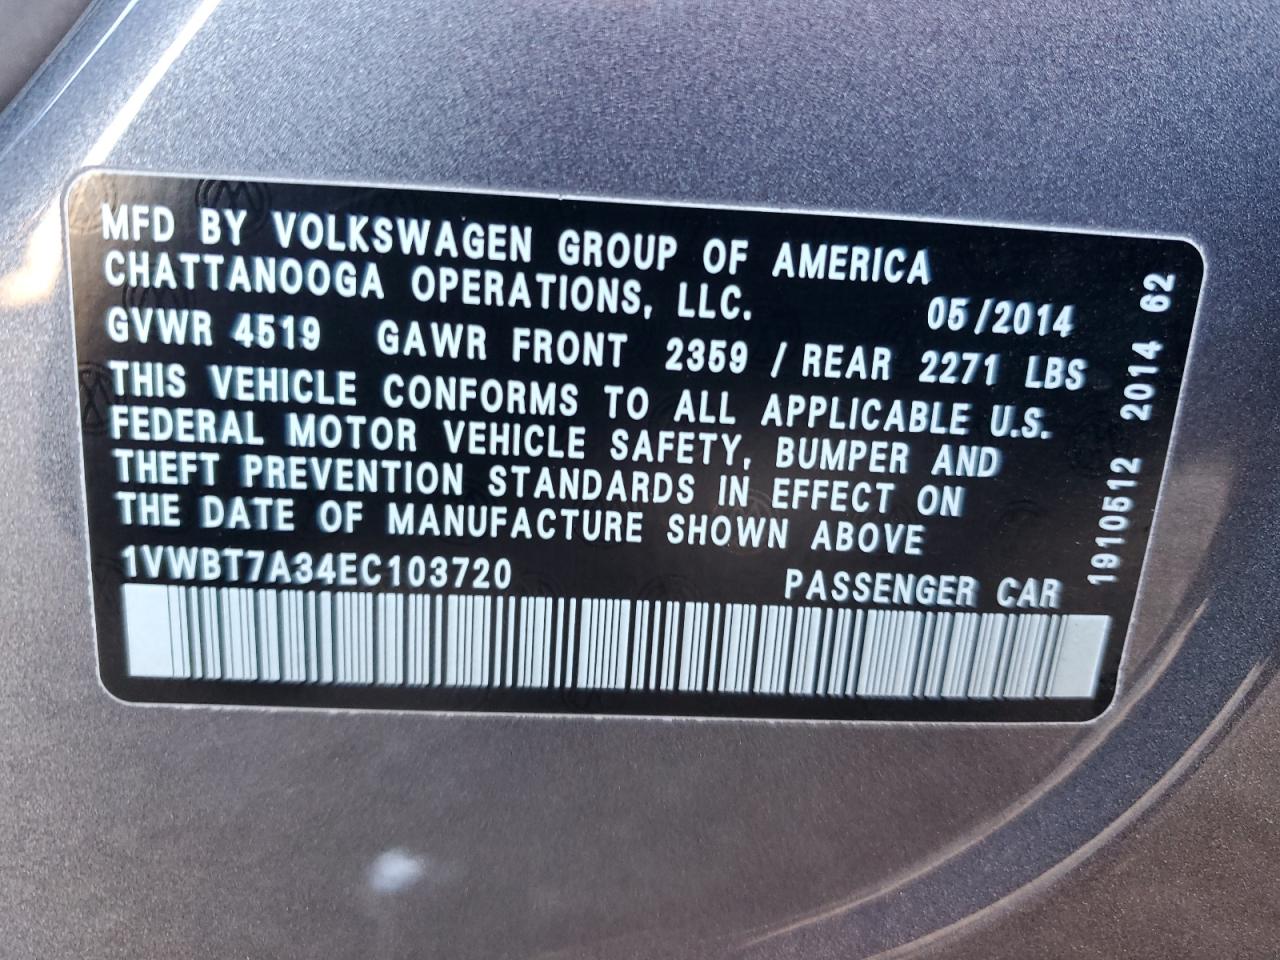 MFD BY VOLKSWAGEN GROUP OF AMERICA
CHATTANOOGA OPERATIONS, LLC.
05/2014
GVWR 4519 GAWR FRONT 2359 / REAR 2271 LBS
THIS VEHICLE CONFORMS TO ALL APPLICABLE U.S.
FEDERAL MOTOR VEHICLE SAFETY, BUMPER AND
THEFT PREVENTION STANDARDS IN EFFECT ON
THE DATE OF MANUFACTURE SHOWN ABOVE
1VWBT7A34EC103720 PASSENGER CAR
1910512 2014 62